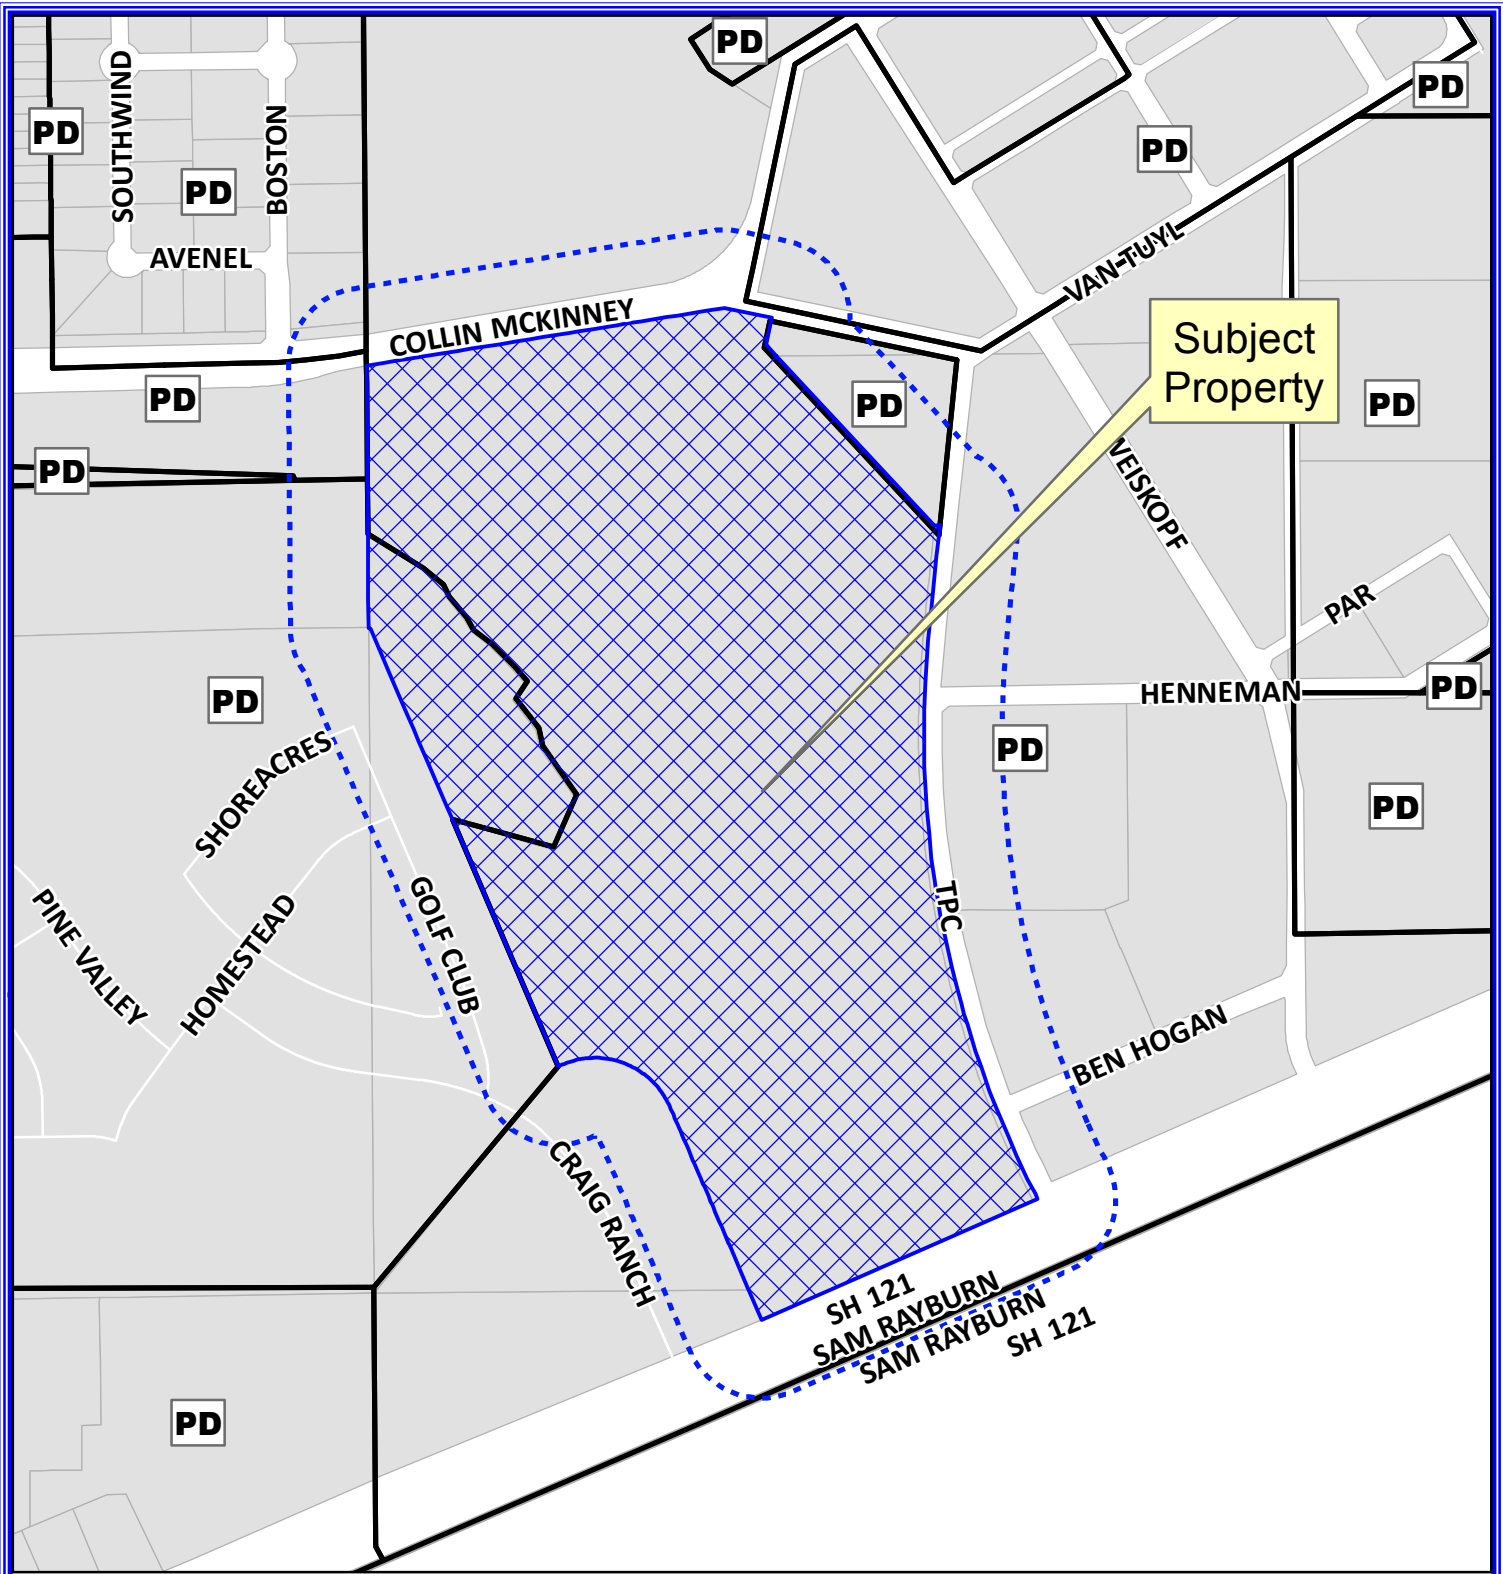 PD
PD
PD
SOUTHWIND
BOSTON
PD
PD
AVENEL
VAN-TUYL
COLLIN MCKINNEY
Subject
Property
PD
PD
PD
PD
WEISKOPF
PAR
PD
HENNEMAN
PD
SHOREACRES
PD
PD
GOLF CLUB
TPC
PINE VALLEY
HOMESTEAD
BEN HOGAN
CRAIG RANCH
SH 121
SAM RAYBURN
SAM RAYBURN
SH 121
PD